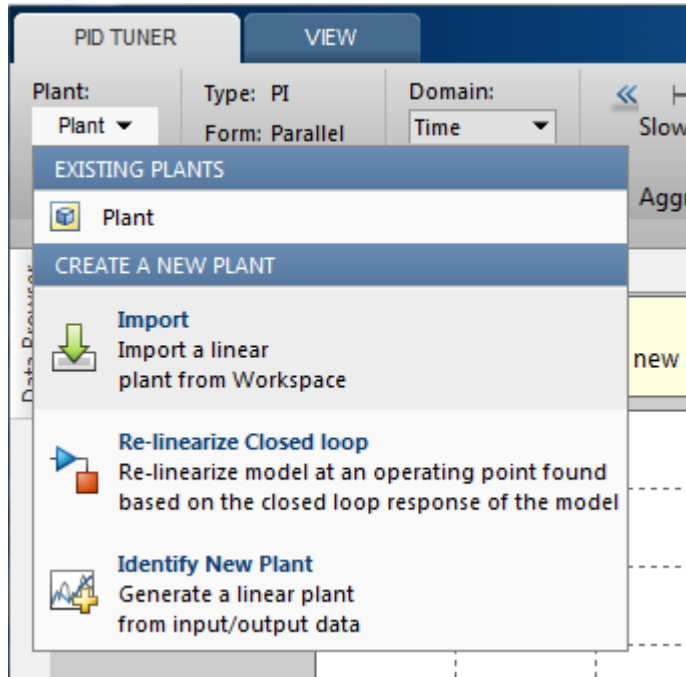 PID TUNER VIEW
Plant: Type: PI Domain:
Plant Form: Parallel Time Slow
EXISTING PLANTS
Plant
CREATE A NEW PLANT
Import
Import a linear
plant from Workspace
new
Re-linearize Closed loop
Re-linearize model at an operating point found
based on the closed loop response of the model
Identify New Plant
Generate a linear plant
from input/output data
Data Browser